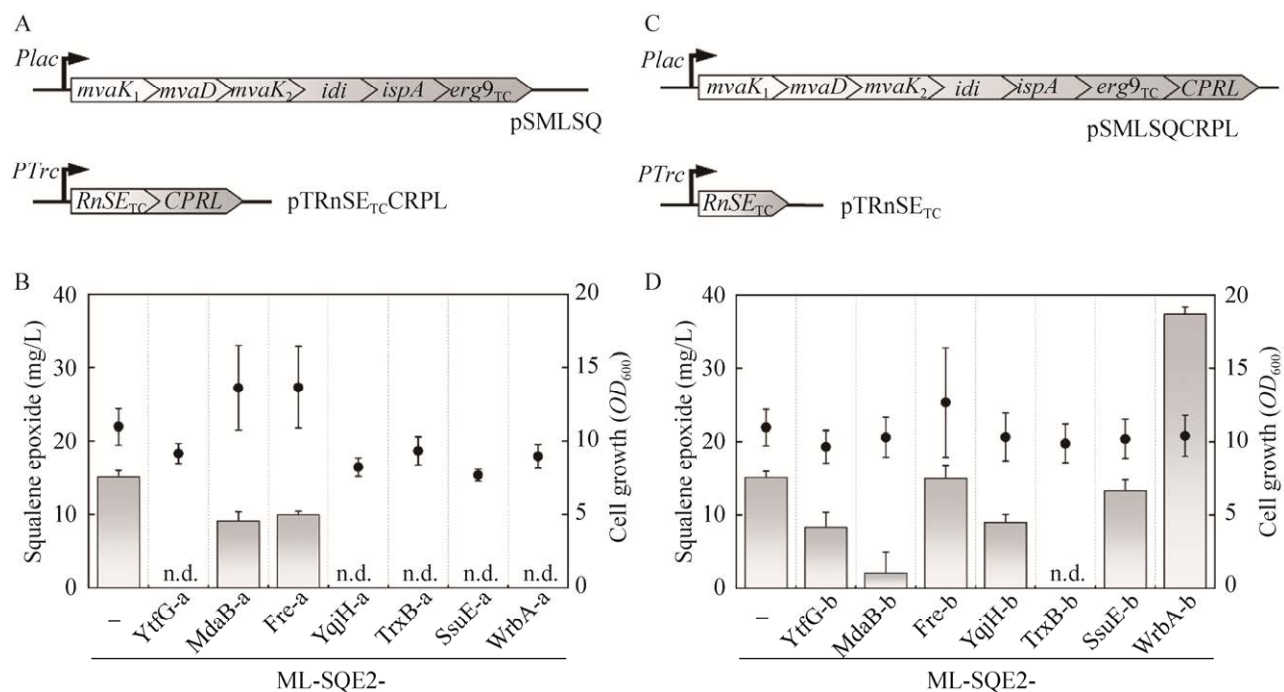 A
Plac
mvaK1 mvaD mvaK2 idi ispA erg9TC
pSMLSQ
PTrc
RnSETC CPRL
pTRnSETCCRPL
C
Plac
mvaK1 mvaD mvaK2 idi ispA erg9TC CPRL
pSMLSQCRPL
PTrc
RnSETC
pTRnSETC
B
Squalene epoxide (mg/L)
40
30
20
10
0
n.d. n.d. n.d. n.d. n.d.
20
15
10
5
0
Cell growth (OD600)
– YtfG-a MdaB-a Fre-a YqjH-a TrxB-a SsuE-a WrbA-a
ML-SQE2-
D
Squalene epoxide (mg/L)
40
30
20
10
0
n.d.
20
15
10
5
0
Cell growth (OD600)
– YtfG-b MdaB-b Fre-b YqjH-b TrxB-b SsuE-b WrbA-b
ML-SQE2-